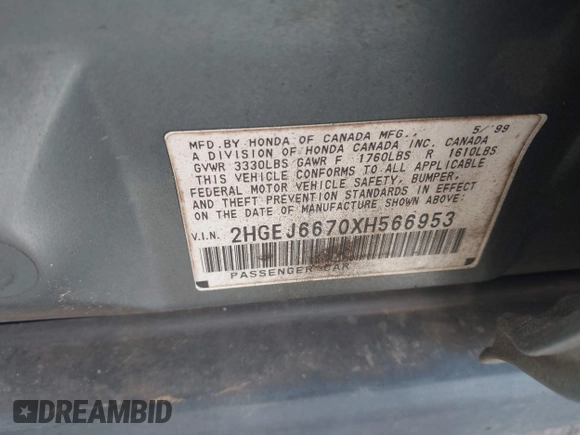 MFD.BY HONDA OF CANADA MFG., 5/'99
A DIVISION OF HONDA CANADA INC. CANADA
GVWR 3330LBS GAWR F 1760LBS R 1610LBS
THIS VEHICLE CONFORMS TO ALL APPLICABLE
FEDERAL MOTOR VEHICLE SAFETY, BUMPER,
AND THEFT PREVENTION STANDARDS IN EFFECT
ON THE DATE OF MANUFACTURE SHOWN ABOVE.
V.I.N. 2HGEJ6670XH566953
PASSENGER CAR
DREAMBID